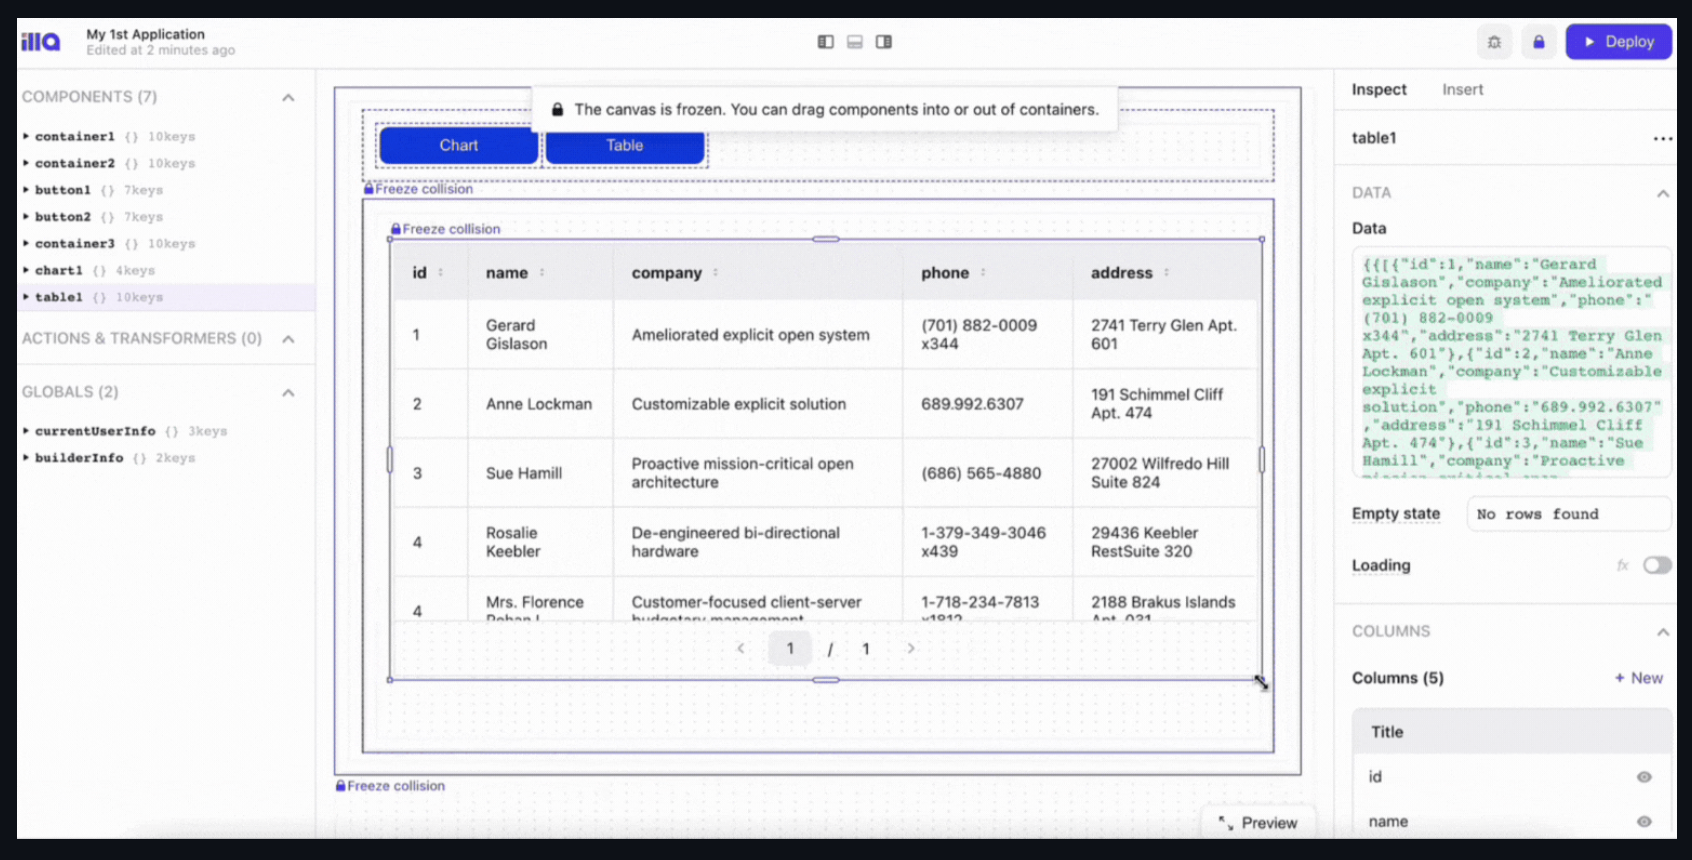 illa
My 1st Application
Edited at 2 minutes ago
Deploy
COMPONENTS (7)
container1 {} 10keys
container2 {} 10keys
button1 {} 7keys
button2 {} 7keys
container3 {} 10keys
chart1 {} 4keys
table1 {} 10keys
ACTIONS & TRANSFORMERS (0)
GLOBALS (2)
currentUserInfo {} 3keys
builderInfo {} 2keys
The canvas is frozen. You can drag components into or out of containers.
Chart
Table
Freeze collision
Freeze collision
id name company phone address
1 Gerard Gislason Ameliorated explicit open system (701) 882-0009 x344 2741 Terry Glen Apt. 601
2 Anne Lockman Customizable explicit solution 689.992.6307 191 Schimmel Cliff Apt. 474
3 Sue Hamill Proactive mission-critical open architecture (686) 565-4880 27002 Wilfredo Hill Suite 824
4 Rosalie Keebler De-engineered bi-directional hardware 1-379-349-3046 x439 29436 Keebler RestSuite 320
4 Mrs. Florence Customer-focused client-server budgetary management 1-718-234-7813 x1812 2188 Brakus Islands Apt. 031
1 / 1
Freeze collision
Preview
Inspect Insert
table1
DATA
Data
{{[{"id":1,"name":"Gerard
Gislason","company":"Ameliorated
explicit open system","phone":"
(701) 882-0009
x344","address":"2741 Terry Glen
Apt. 601"},{"id":2,"name":"Anne
Lockman","company":"Customizable
explicit
solution","phone":"689.992.6307"
,"address":"191 Schimmel Cliff
Apt. 474"},{"id":3,"name":"Sue
Hamill","company":"Proactive
Empty state No rows found
Loading fx
COLUMNS
Columns (5) + New
Title
id
name